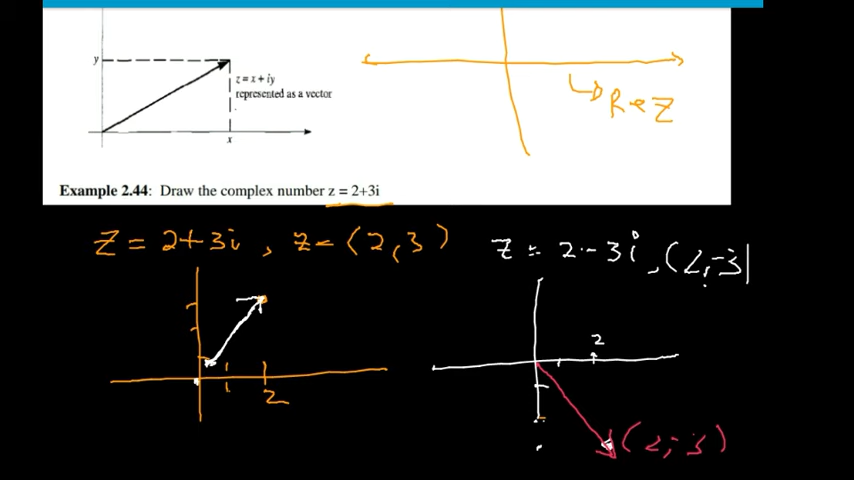 y
z = x + iy
represented as a vector
x
Re Z
Example 2.44: Draw the complex number z = 2+3i
Z = 2+3i, z = (2,3)
z = 2-3i, (2,-3)
2
2
(2,-3)